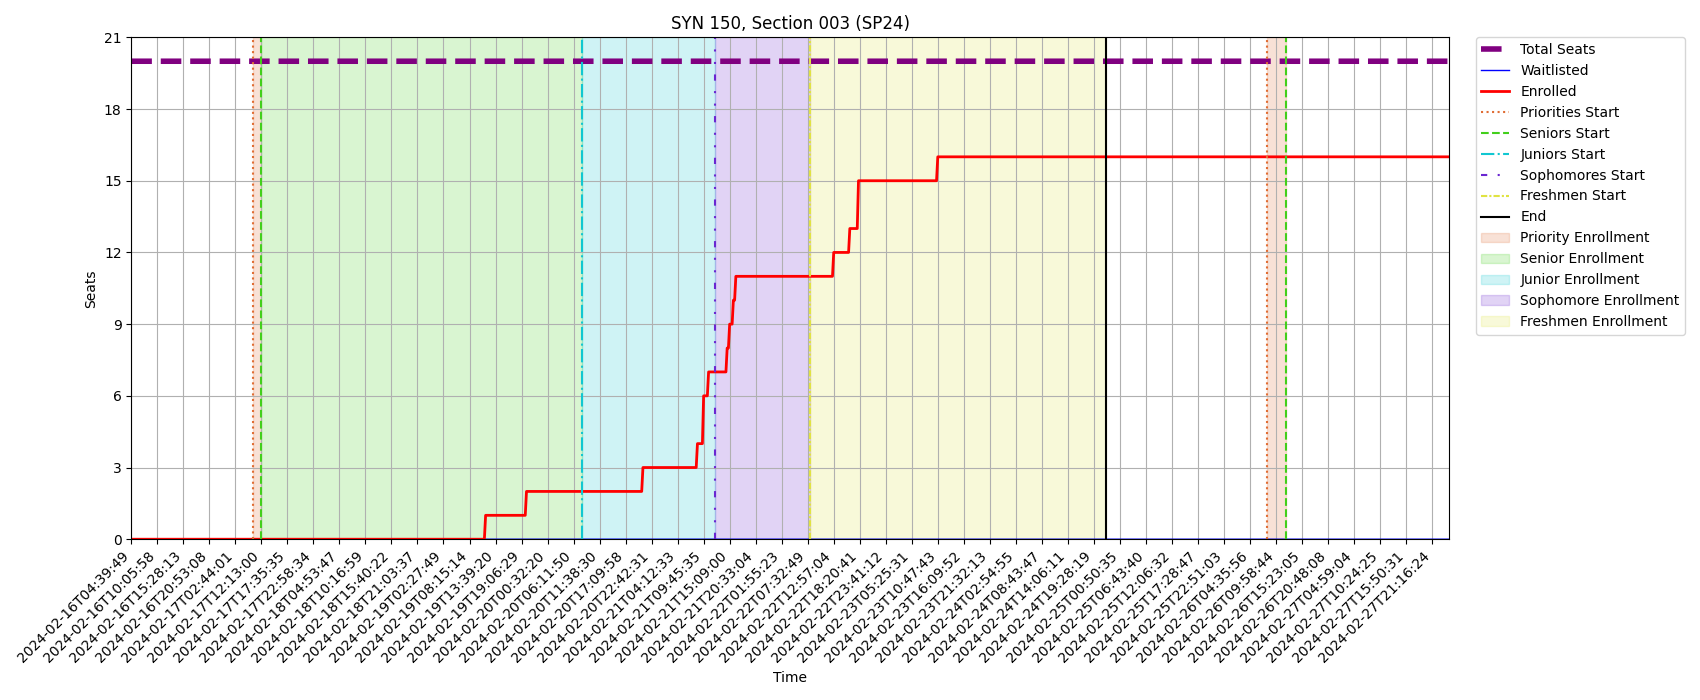 SYN 150, Section 003 (SP24)
21
18
15
12
9
6
3
0
Seats
2024-02-16T04:39:49
2024-02-16T10:05:58
2024-02-16T15:28:13
2024-02-16T20:53:08
2024-02-17T02:44:01
2024-02-17T12:13:00
2024-02-17T17:35:35
2024-02-17T22:58:34
2024-02-18T04:53:47
2024-02-18T10:16:59
2024-02-18T15:40:22
2024-02-18T21:03:37
2024-02-19T02:27:49
2024-02-19T08:15:14
2024-02-19T13:39:20
2024-02-19T19:06:29
2024-02-20T00:32:20
2024-02-20T06:11:50
2024-02-20T11:38:30
2024-02-20T17:09:58
2024-02-20T22:42:31
2024-02-21T04:12:33
2024-02-21T09:45:35
2024-02-21T15:09:00
2024-02-21T20:33:04
2024-02-22T01:55:23
2024-02-22T07:32:49
2024-02-22T12:57:04
2024-02-22T18:20:41
2024-02-22T23:41:12
2024-02-23T05:25:31
2024-02-23T10:47:43
2024-02-23T16:09:52
2024-02-23T21:32:13
2024-02-24T02:54:55
2024-02-24T08:43:47
2024-02-24T14:06:11
2024-02-24T19:28:19
2024-02-25T00:50:35
2024-02-25T06:43:40
2024-02-25T12:06:32
2024-02-25T17:28:47
2024-02-25T22:51:03
2024-02-26T04:35:56
2024-02-26T09:58:44
2024-02-26T15:23:05
2024-02-26T20:48:08
2024-02-27T04:59:04
2024-02-27T10:24:25
2024-02-27T15:50:31
2024-02-27T21:16:24
Time
Total Seats
Waitlisted
Enrolled
Priorities Start
Seniors Start
Juniors Start
Sophomores Start
Freshmen Start
End
Priority Enrollment
Senior Enrollment
Junior Enrollment
Sophomore Enrollment
Freshmen Enrollment